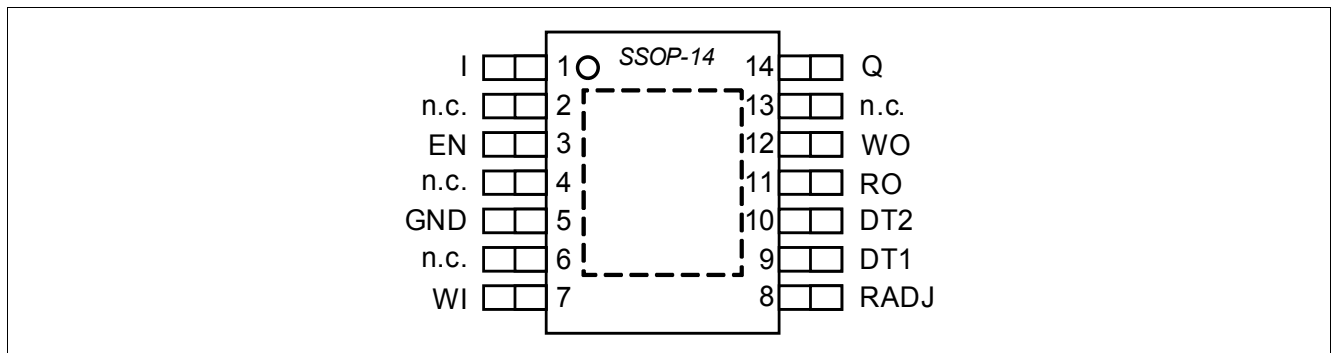 SSOP-14
I 1 14 Q
n.c. 2 13 n.c.
EN 3 12 WO
n.c. 4 11 RO
GND 5 10 DT2
n.c. 6 9 DT1
WI 7 8 RADJ